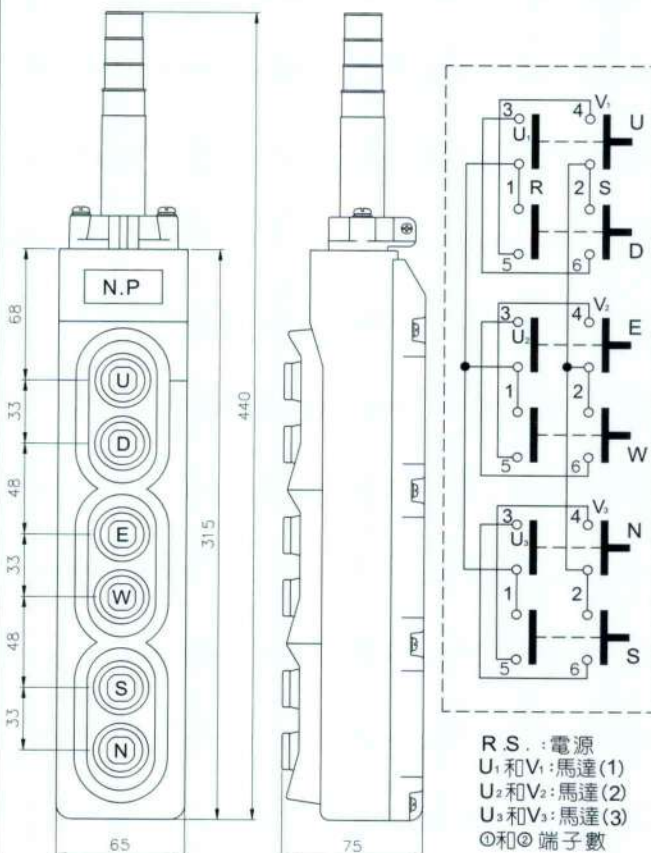 N.P
U
D
E
W
S
N
68
33
48
33
48
33
65
315
440
75
3 4 V₁ U
U₁
1 R 2 S
5 6 D
3 4 V₂ E
U₂
1 2
5 6 W
3 4 V₃ N
U₃
1 2
5 6 S
R.S.:電源
U₁和V₁:馬達(1)
U₂和V₂:馬達(2)
U₃和V₃:馬達(3)
①和② 端子數